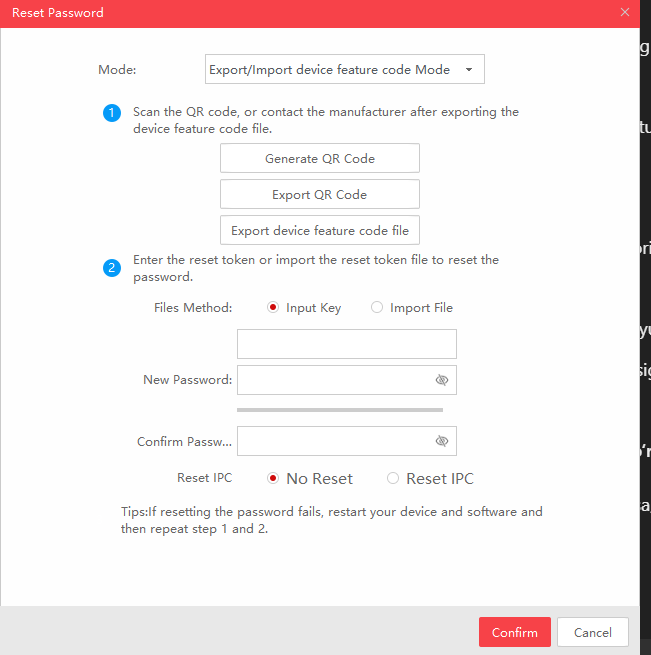 Reset Password
Mode:
Export/Import device feature code Mode
1
Scan the QR code, or contact the manufacturer after exporting the
device feature code file.
Generate QR Code
Export QR Code
Export device feature code file
2
Enter the reset token or import the reset token file to reset the
password.
Files Method:
Input Key
Import File
New Password:
Confirm Passw...
Reset IPC
No Reset
Reset IPC
Tips:If resetting the password fails, restart your device and software and
then repeat step 1 and 2.
Confirm
Cancel